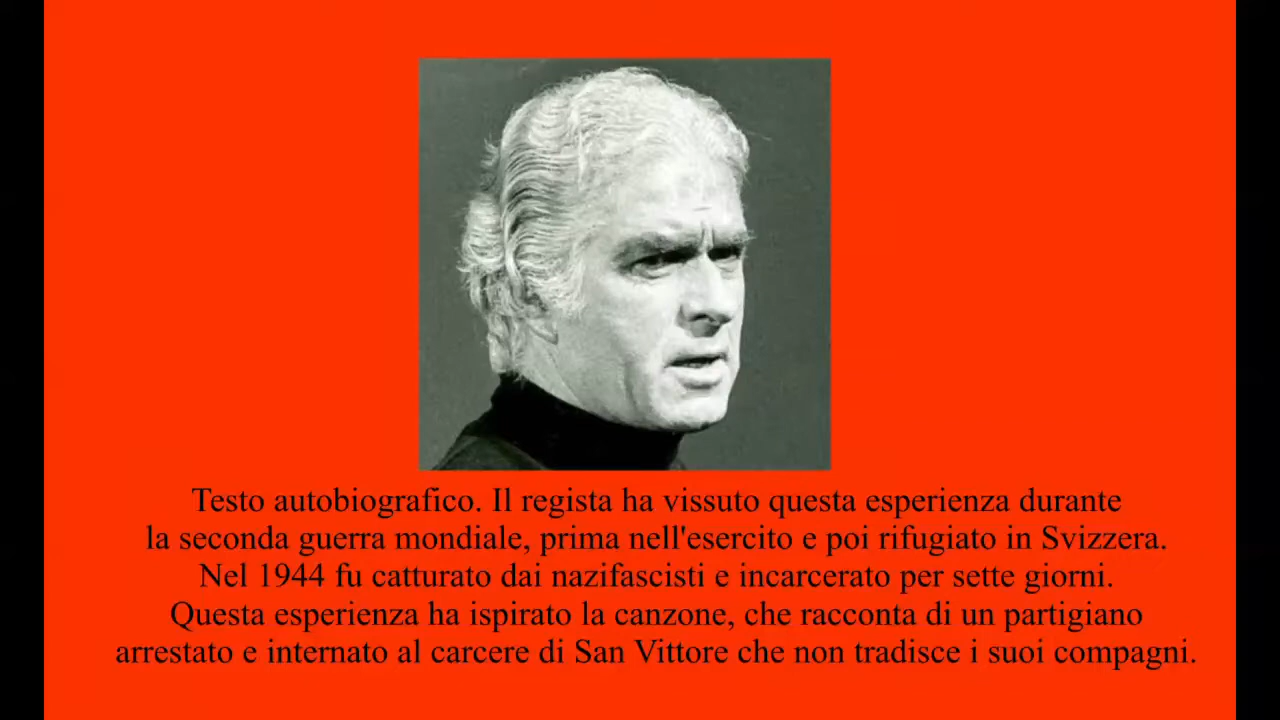 Testo autobiografico. Il regista ha vissuto questa esperienza durante
la seconda guerra mondiale, prima nell'esercito e poi rifugiato in Svizzera.
Nel 1944 fu catturato dai nazifascisti e incarcerato per sette giorni.
Questa esperienza ha ispirato la canzone, che racconta di un partigiano
arrestato e internato al carcere di San Vittore che non tradisce i suoi compagni.